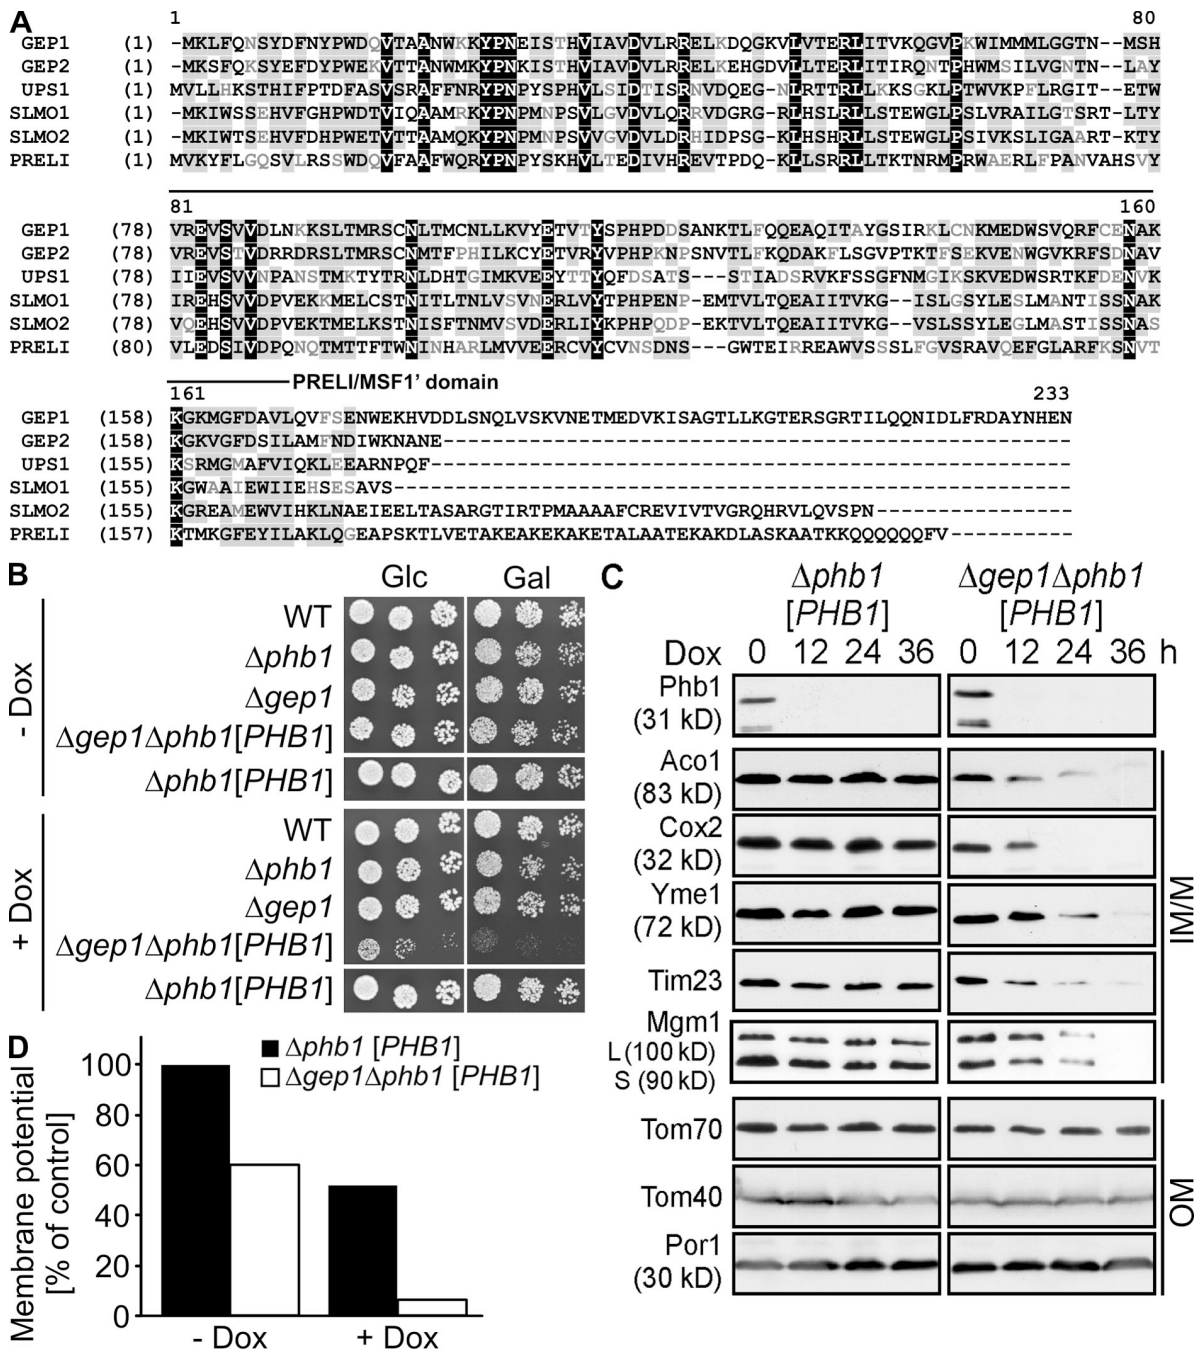 A
1 80
GEP1 (1) -MKLFQNSYDFNYPWDQVTAANWKKYPNEISTHVIAVDVLRRELKDQGKVLVTERLITVKQGVPKWIMMMLGGTN--MSH
GEP2 (1) -MKSFQKSYEFDYPWEKVTTANWMKYPNKISTHVIAVDVLRRELKEHGDVLLTERLITIRQNTPHWMSILVGNTN--LAY
UPS1 (1) MVLLHKSTHIFPTDFASVSRAFFNRYPNPYSPHVLSIDTISRNVDQEG-NLRTTRLLKKSGKLPTWVKPFLRGIT--ETW
SLMO1 (1) -MKIWSSEHVFGHPWDTVIQAAMRKYPNPMNPSVLGVDVLQRRVDGRG-RLHSLRLLSTEWGLPSLVRAILGTSRT-LTY
SLMO2 (1) -MKIWTSEHVFDHPWETVTTAAMQKYPNPMNPSVVGVDVLDRHIDPSG-KLHSHRLLSTEWGLPSIVKSLIGAART-KTY
PRELI (1) MVKYFLGQSVLRSSWDQVFAAFWQRYPNPYSKHVLTEDIVHREVTPDQ-KLLSRRLLTKTNRMPRWAERLFPANVAHSVY
81 160
GEP1 (78) VREVSVVDLNKKSLTMRSCNLTMCNLLKVYETVTYSPHPDDSANKTLFQQEAQITAYGSIRKLCNKMEDWSVQRFCENAK
GEP2 (78) VREVSTVDRRDRSLTMRSCNMTFPHILKCYETVRYVPHPKNPSNVTLFKQDAKFLSGVPTKTFSEKVENWGVKRFSDNAV
UPS1 (78) IIEVSVVNPANSTMKTYTRNLDHTGIMKVEEYTTYQFDSATS---STIADSRVKFSSGFNMGIKSKVEDWSRTKFDENVK
SLMO1 (78) IREHSVVDPVEKKMELCSTNITLTNLVSVNERLVYTPHPENP-EMTVLTQEAIITVKG--ISLGSYLESLMANTISSNAK
SLMO2 (78) VQEHSVVDPVEKTMELKSTNISFTNMVSVDERLIYKPHPQDP-EKTVLTQEAIITVKG--VSLSSYLEGLMASTISSNAS
PRELI (80) VLEDSIVDPQNQTMTTFTWNINHARLMVVEERCVYCVNSDNS---GWTEIRREAWVSSSLFGVSRAVQEFGLARFKSNVT
PRELI/MSF1’ domain
161 233
GEP1 (158) KGKMGFDAVLQVFSENWEKHVDDLSNQLVSKVNETMEDVKISAGTLLKGTERSGRTILQQNIDLFRDAYNHEN
GEP2 (158) KGKVGFDSILAMFNDIWKNANE---------------------------------------------------
UPS1 (155) KSRMGMAFVIQKLEEARNPQF----------------------------------------------------
SLMO1 (155) KGWAAIEWIIEHSESAVS-------------------------------------------------------
SLMO2 (155) KGREAMEWVIHKLNAEIEELTASARGTIRTPMAAAAFCREVIVTVGRQHRVLQVSPN----------------
PRELI (157) KTMKGFEYILAKLQGEAPSKTLVETAKEAKEKAKETALAATEKAKDLASKAATKKQQQQQQFV----------
B
Glc Gal
- Dox
WT
Δphb1
Δgep1
Δgep1Δphb1[PHB1]
Δphb1[PHB1]
+ Dox
WT
Δphb1
Δgep1
Δgep1Δphb1[PHB1]
Δphb1[PHB1]
C
Δphb1 Δgep1Δphb1
[PHB1] [PHB1]
Dox 0 12 24 36 0 12 24 36 h
Phb1
(31 kD)
Aco1
(83 kD)
Cox2
(32 kD)
Yme1
(72 kD)
Tim23
Mgm1
L (100 kD)
S (90 kD)
IM/M
Tom70
Tom40
Por1
(30 kD)
OM
D
Δphb1 [PHB1]
Δgep1Δphb1 [PHB1]
Membrane potential
[% of control]
100
80
60
40
20
0
- Dox + Dox